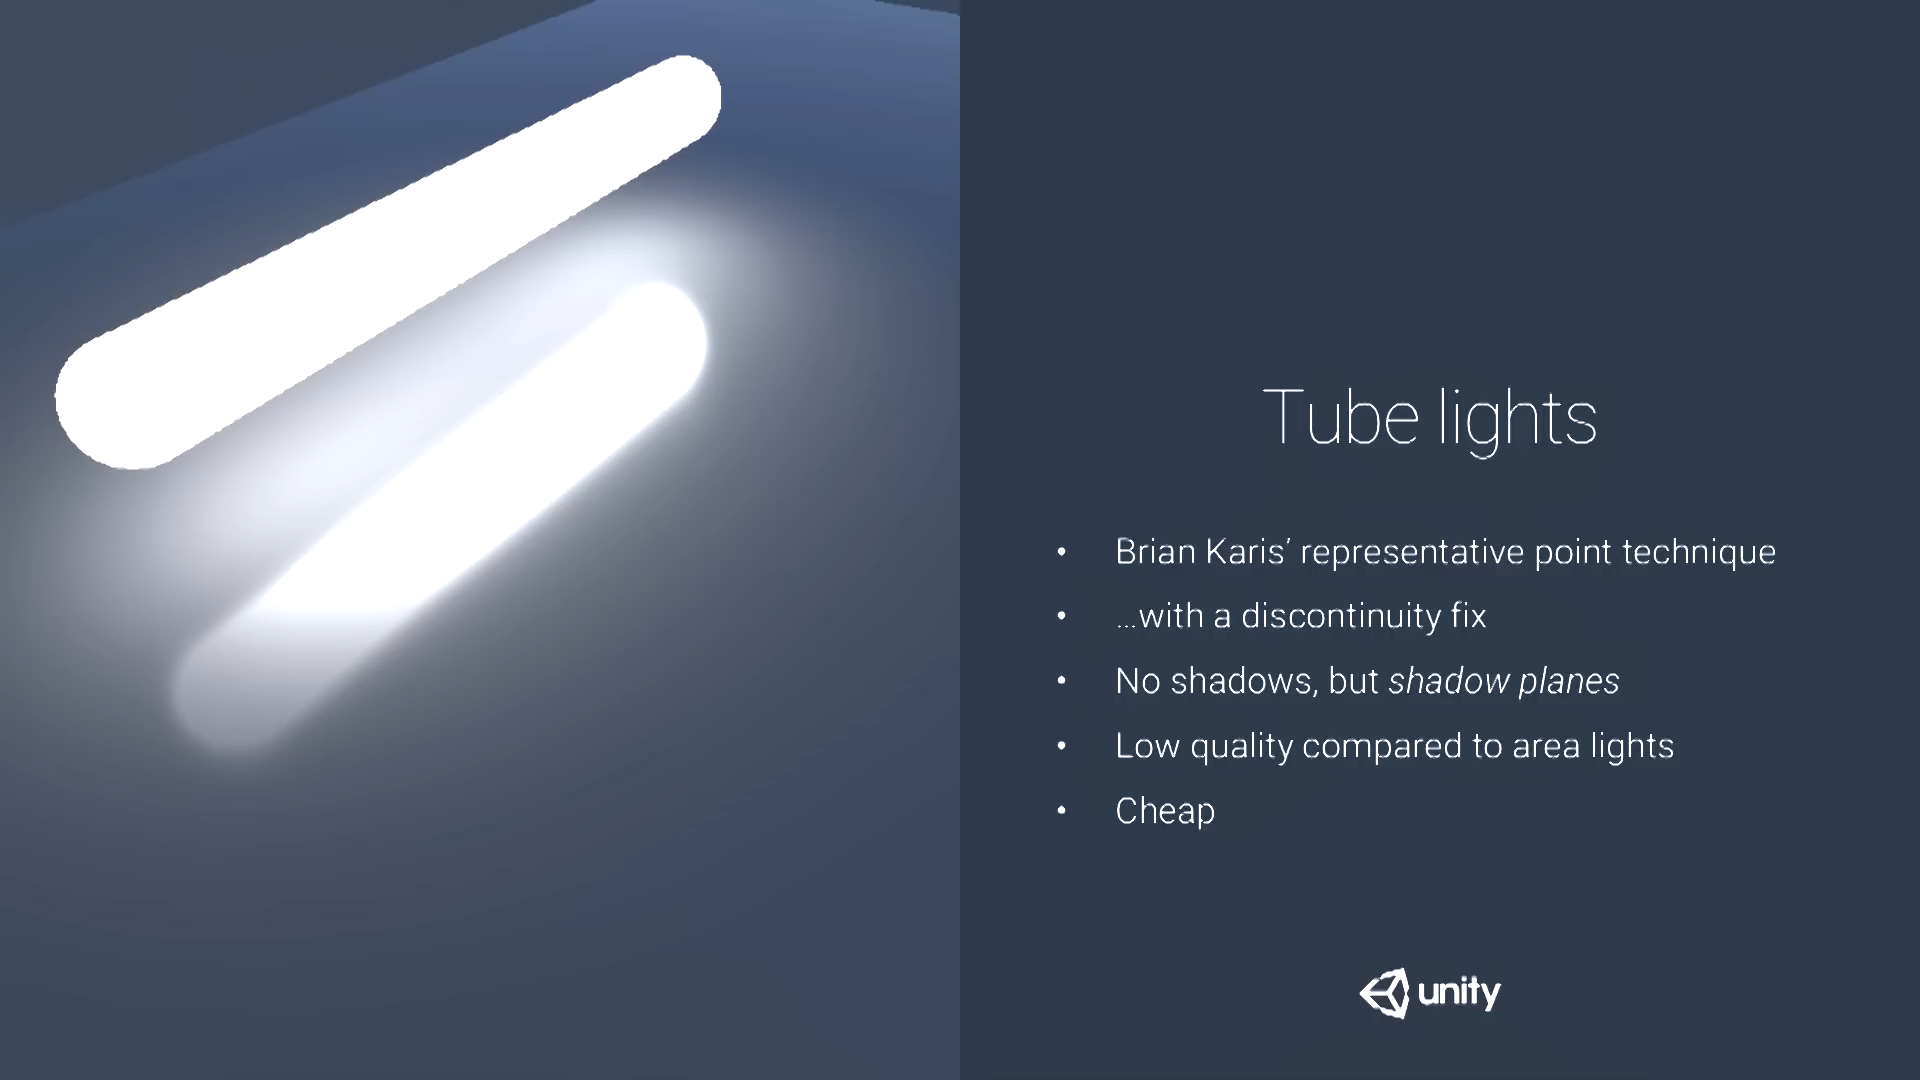 Tube lights
• Brian Karis’ representative point technique
• ...with a discontinuity fix
• No shadows, but shadow planes
• Low quality compared to area lights
• Cheap
unity